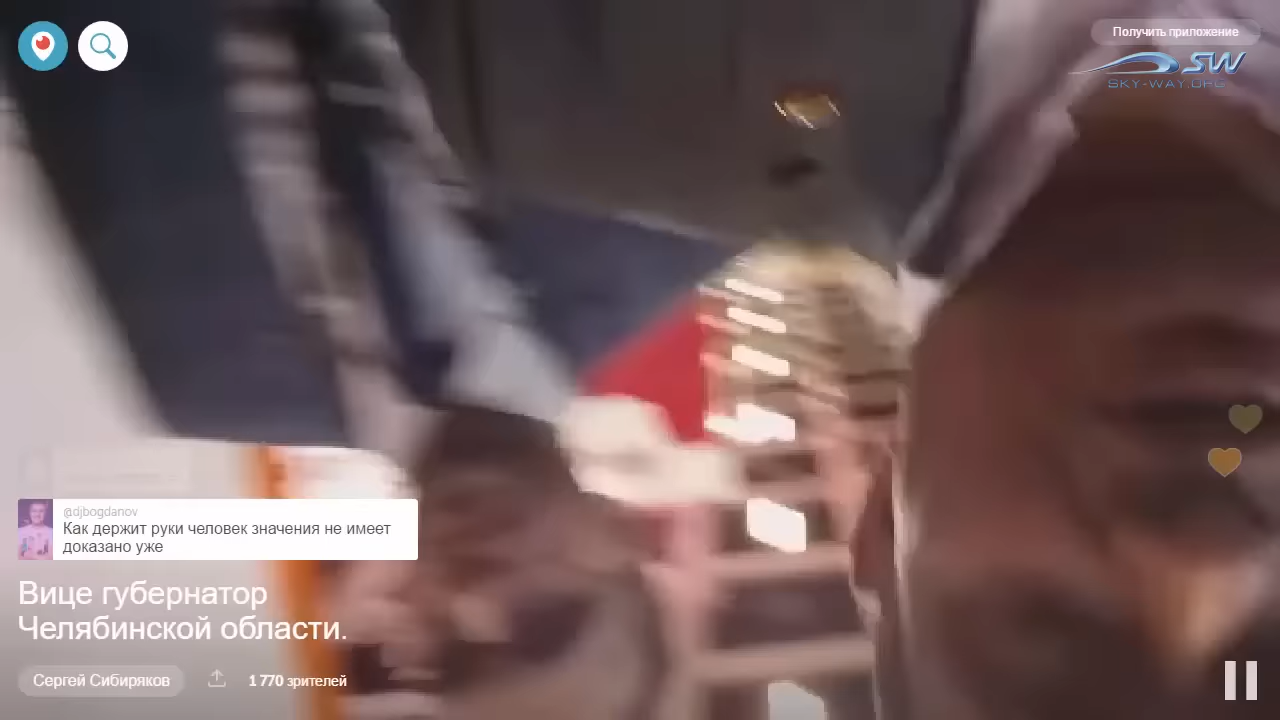 Получить приложение
SW
SKY-WAY.ORG
@djbogdanov
Как держит руки человек значения не имеет
доказано уже
Вице губернатор
Челябинской области.
Сергей Сибиряков
1 770 зрителей